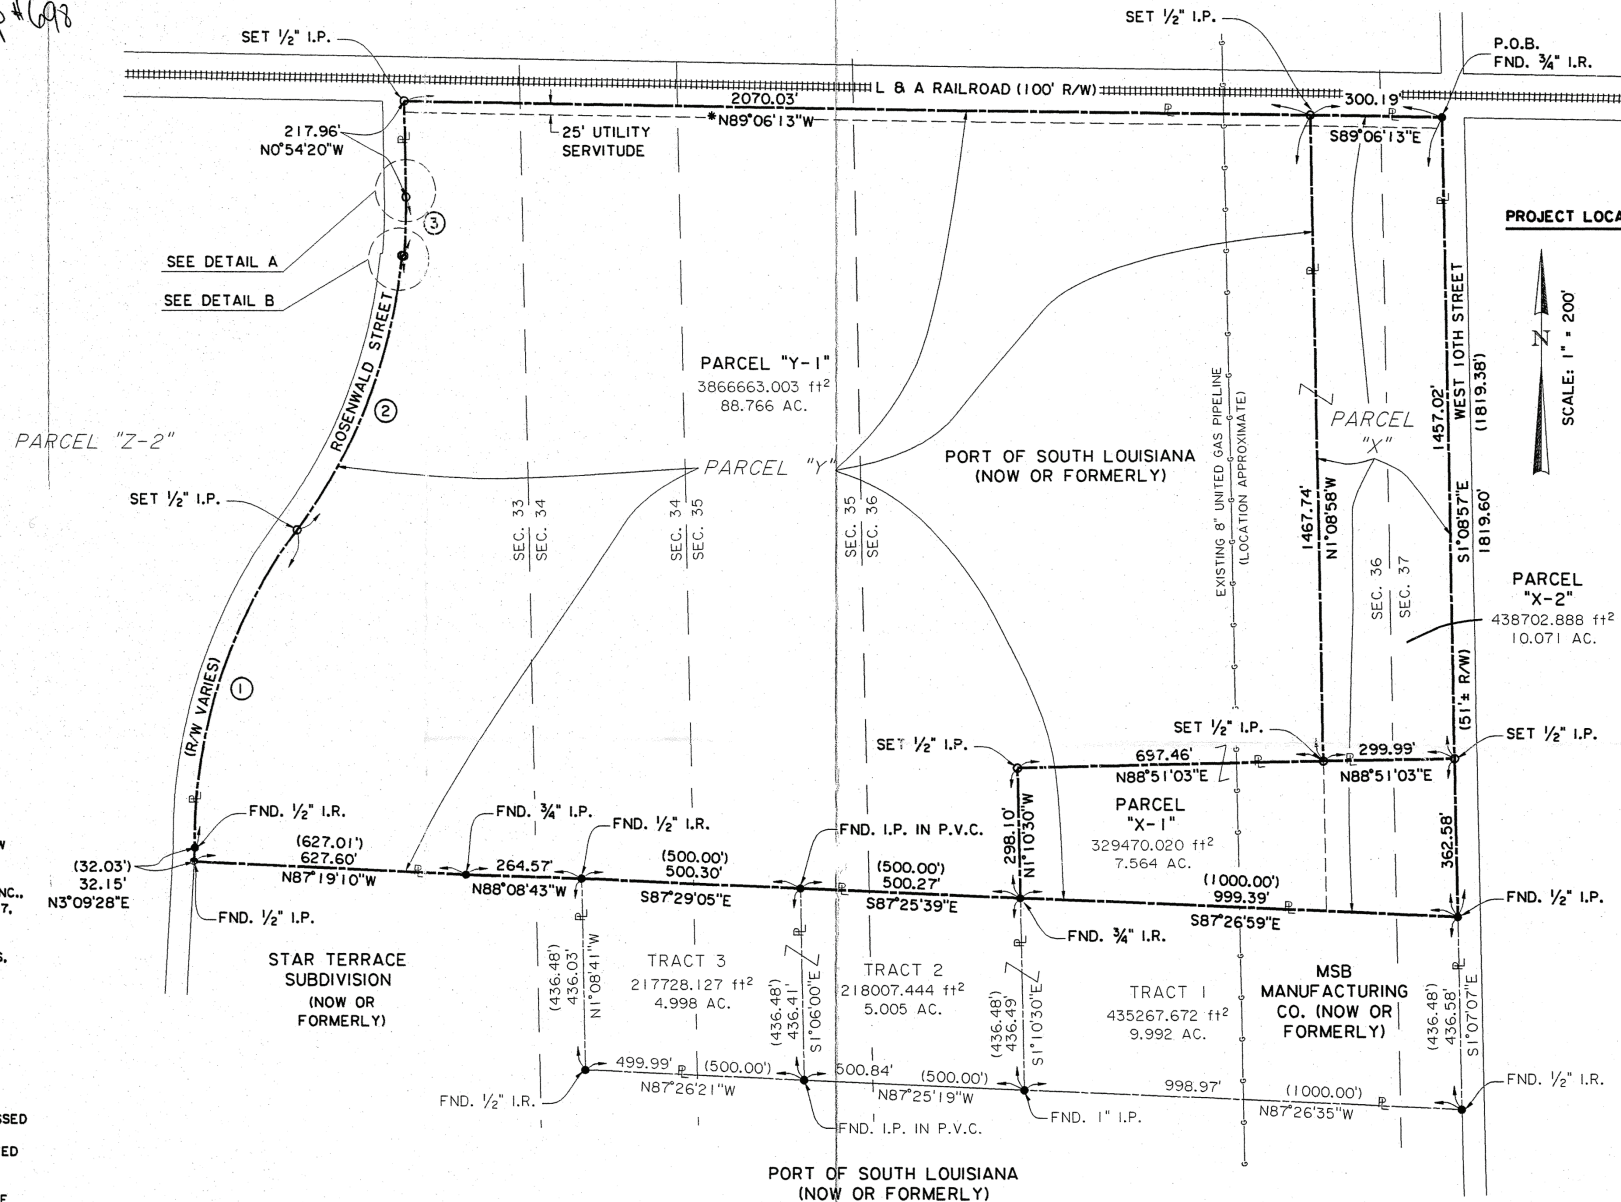 #698
SET ½" I.P.
SET ½" I.P.
P.O.B.
FND. ¾" I.R.
L & A RAILROAD (100' R/W)
2070.03'
*N89°06'13"W
300.19'
S89°06'13"E
217.96'
N0°54'20"W
25' UTILITY
SERVITUDE
3
SEE DETAIL A
SEE DETAIL B
PROJECT LOCA
N
SCALE: 1" = 200'
ROSENWALD STREET
2
PARCEL "Y-1"
3866663.003 ft²
88.766 AC.
PARCEL "Z-2"
PARCEL "Y"
PORT OF SOUTH LOUISIANA
(NOW OR FORMERLY)
EXISTING 8" UNITED GAS PIPELINE
(LOCATION APPROXIMATE)
G
1467.74'
N1°08'58"W
PARCEL
"X"
WEST 10TH STREET
(1819.38')
1457.02'
S1°08'57"E
1819.60'
SET ½" I.P.
SEC. 33
SEC. 34
SEC. 34
SEC. 35
SEC. 35
SEC. 36
SEC. 36
SEC. 37
PARCEL
"X-2"
438702.888 ft²
10.071 AC.
(R/W VARIES)
1
(51'± R/W)
SET ½" I.P.
SET ½" I.P.
SET ½" I.P.
697.46'
N88°51'03"E
299.99'
N88°51'03"E
298.10'
N1°10'30"W
PARCEL
"X-1"
329470.020 ft²
7.564 AC.
362.58'
FND. ½" I.R.
FND. ¾" I.P.
FND. ½" I.R.
FND. I.P. IN P.V.C.
(32.03')
32.15'
N3°09'28"E
(627.01')
627.60'
N87°19'10"W
264.57'
N88°08'43"W
(500.00')
500.30'
S87°29'05"E
(500.00')
500.27'
S87°25'39"E
(1000.00')
999.39'
S87°26'59"E
FND. ½" I.P.
FND. ½" I.P.
FND. ¾" I.R.
W
INC.,
7,
S,
STAR TERRACE
SUBDIVISION
(NOW OR
FORMERLY)
(436.48')
436.03'
N1°08'41"W
TRACT 3
217728.127 ft²
4.998 AC.
(436.48')
436.41'
S1°06'00"E
TRACT 2
218007.444 ft²
5.005 AC.
(436.48')
436.49'
S1°10'30"E
TRACT 1
435267.672 ft²
9.992 AC.
MSB
MANUFACTURING
CO. (NOW OR
FORMERLY)
(436.48')
436.58'
S1°07'07"E
499.99' (500.00')
N87°26'21"W
500.84' (500.00')
N87°25'19"W
998.97' (1000.00')
N87°26'35"W
FND. ½" I.R.
FND. ½" I.R.
FND. I.P. IN P.V.C.
FND. 1" I.P.
SSED
ED
PORT OF SOUTH LOUISIANA
(NOW OR FORMERLY)